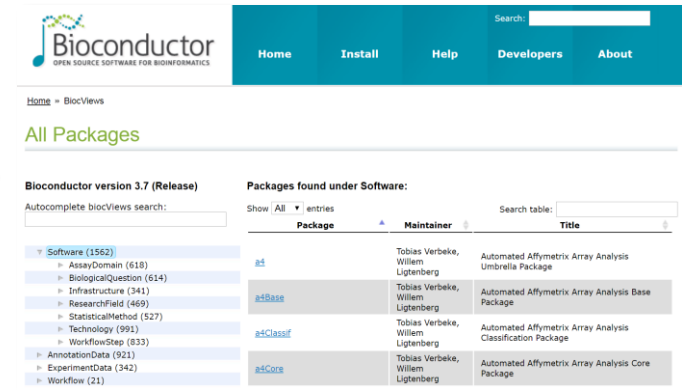 Bioconductor
OPEN SOURCE SOFTWARE FOR BIOINFORMATICS
Search:
Home Install Help Developers About
Home » BiocViews
All Packages
Bioconductor version 3.7 (Release)
Autocomplete biocViews search:
Software (1562)
AssayDomain (618)
BiologicalQuestion (614)
Infrastructure (341)
ResearchField (469)
StatisticalMethod (527)
Technology (991)
WorkflowStep (833)
AnnotationData (921)
ExperimentData (342)
Workflow (21)
Packages found under Software:
Show All entries
Search table:
Package Maintainer Title
a4
Tobias Verbeke,
Willem
Ligtenberg
Automated Affymetrix Array Analysis
Umbrella Package
a4Base
Tobias Verbeke,
Willem
Ligtenberg
Automated Affymetrix Array Analysis Base
Package
a4Classif
Tobias Verbeke,
Willem
Ligtenberg
Automated Affymetrix Array Analysis
Classification Package
a4Core
Tobias Verbeke,
Willem
Ligtenberg
Automated Affymetrix Array Analysis Core
Package